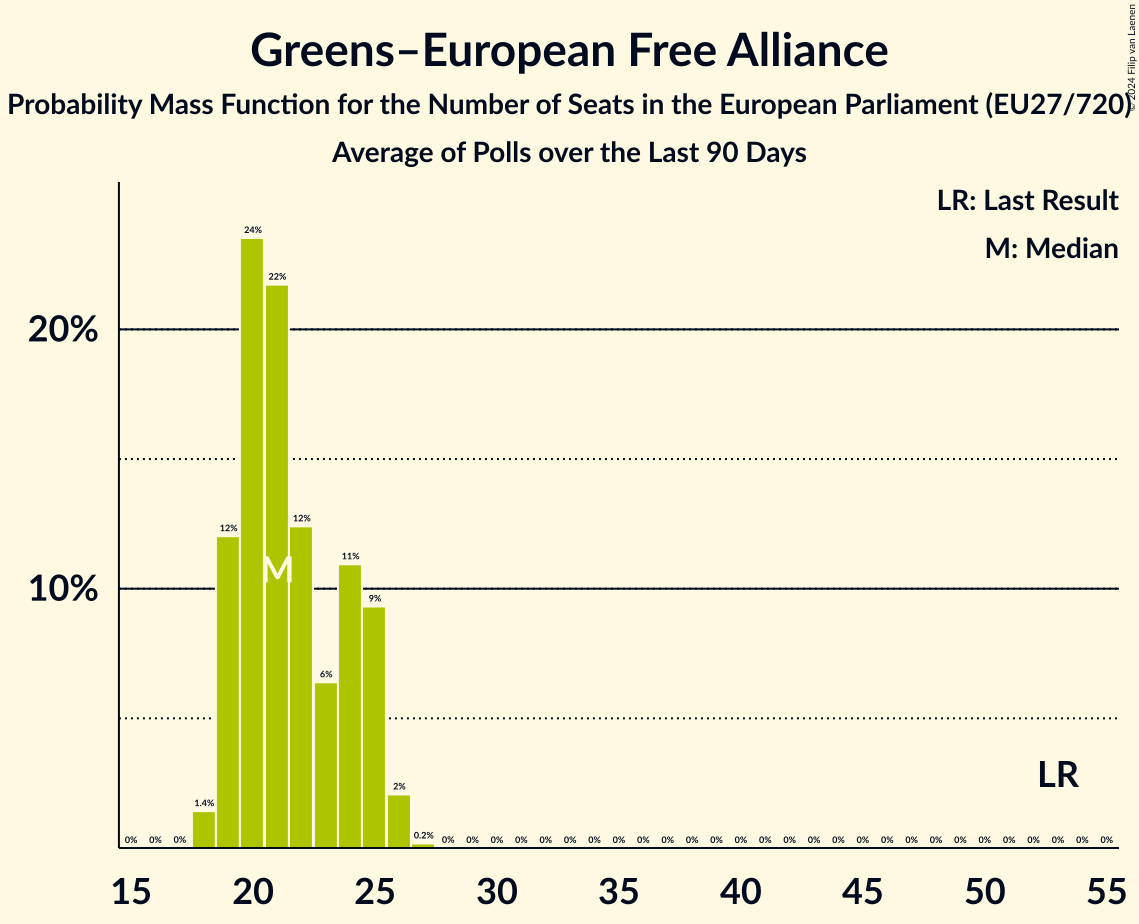 Greens–European Free Alliance
Probability Mass Function for the Number of Seats in the European Parliament (EU27/720)
Average of Polls over the Last 90 Days
© 2024 Filip van Laenen
LR: Last Result
M: Median
20%
10%
0% 0% 0% 1.4% 12% 24% 22% 12% 6% 11% 9% 2% 0.2% 0% 0% 0% 0% 0% 0% 0% 0% 0% 0% 0% 0% 0% 0% 0% 0% 0% 0% 0% 0% 0% 0% 0% 0% 0% 0% 0% 0%
M
LR
15 20 25 30 35 40 45 50 55